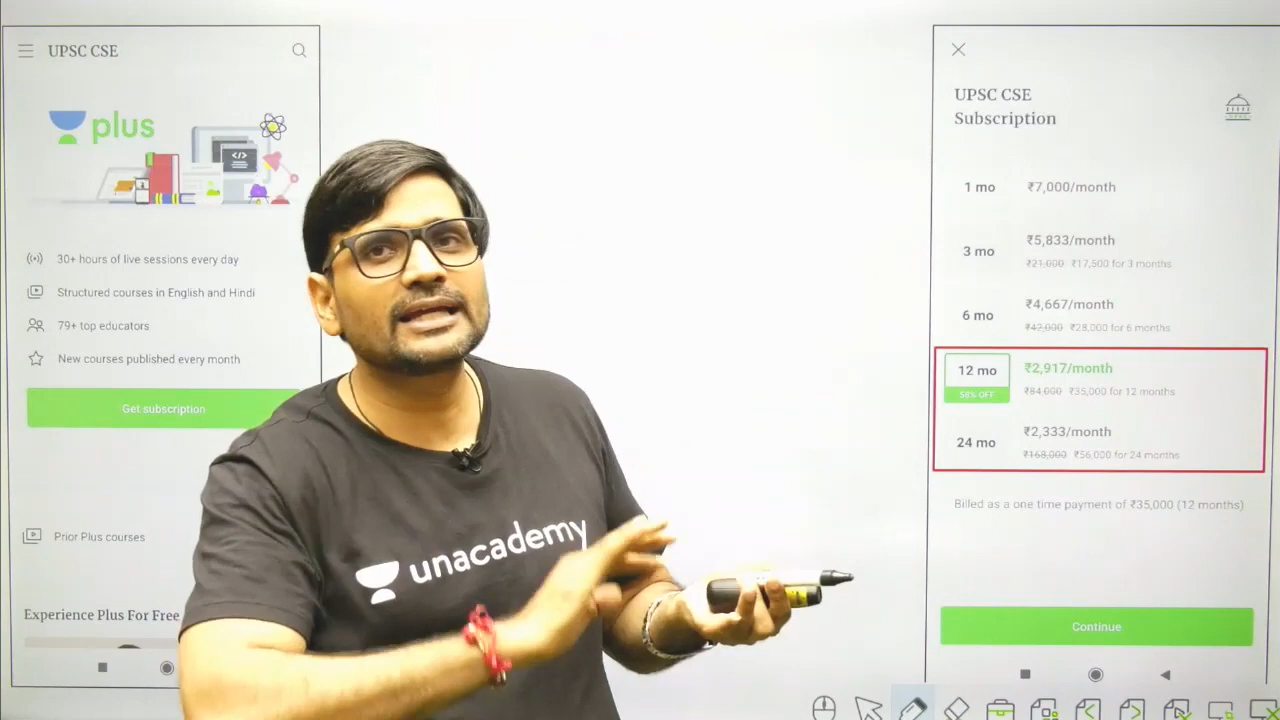 UPSC CSE
plus
</>
30+ hours of live sessions every day
Structured courses in English and Hindi
79+ top educators
New courses published every month
Get subscription
Prior Plus courses
Experience Plus For Free
unacademy
UPSC CSE
Subscription
1 mo ₹7,000/month
3 mo ₹5,833/month
₹21,000 ₹17,500 for 3 months
6 mo ₹4,667/month
₹42,000 ₹28,000 for 6 months
12 mo ₹2,917/month
58% OFF ₹84,000 ₹35,000 for 12 months
24 mo ₹2,333/month
₹168,000 ₹56,000 for 24 months
Billed as a one time payment of ₹35,000 (12 months)
Continue